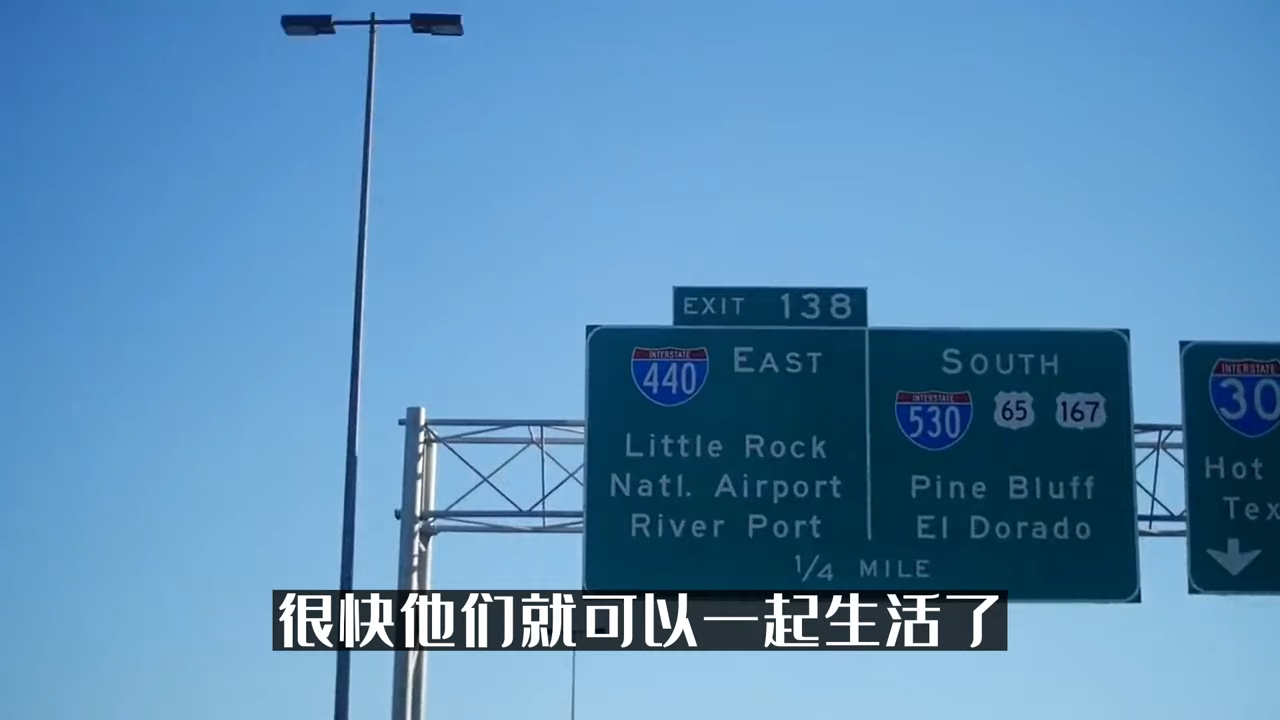 EXIT 138
INTERSTATE 440 EAST
Little Rock
Natl. Airport
River Port
SOUTH
INTERSTATE 530 65 167
Pine Bluff
El Dorado
1/4 MILE
INTERSTATE 30
Hot
Tex
很快他们就可以一起生活了